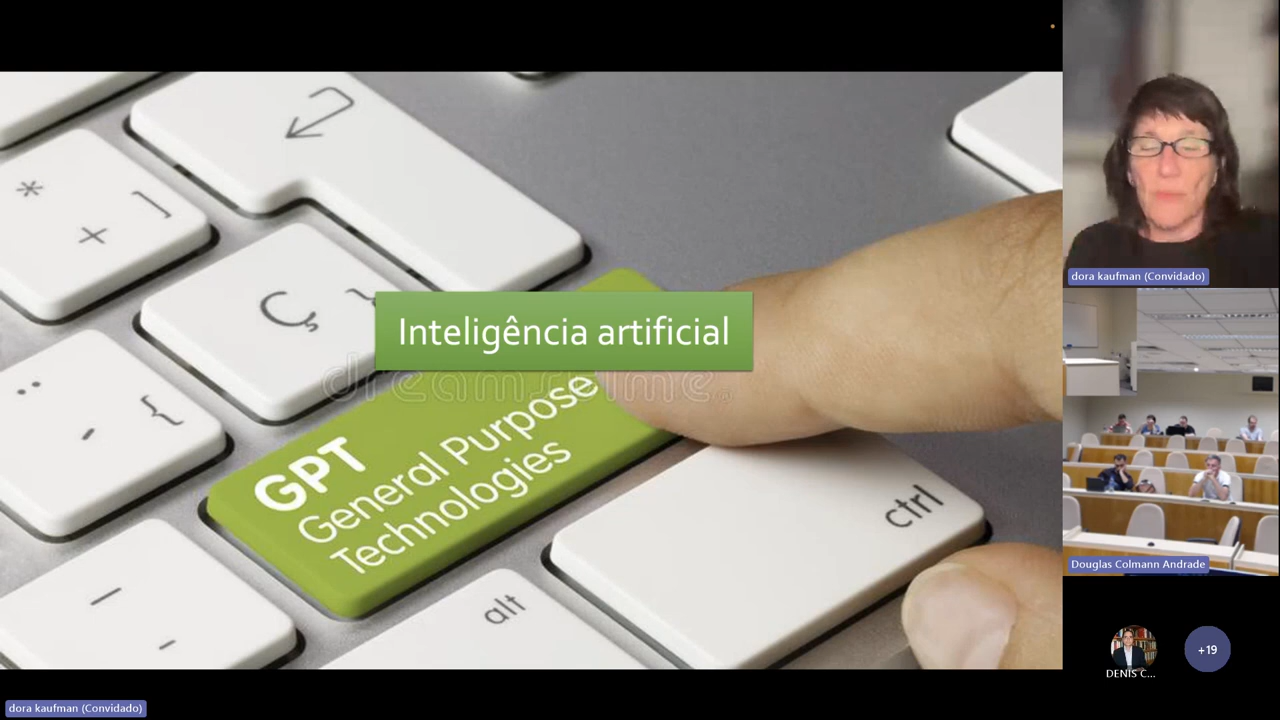 Inteligência artificial
dreamstime
GPT
General Purpose
Technologies
*
+
]
Ç
}
{
alt
ctrl
dora kaufman (Convidado)
Douglas Colmann Andrade
DENIS C...
+19
dora kaufman (Convidado)